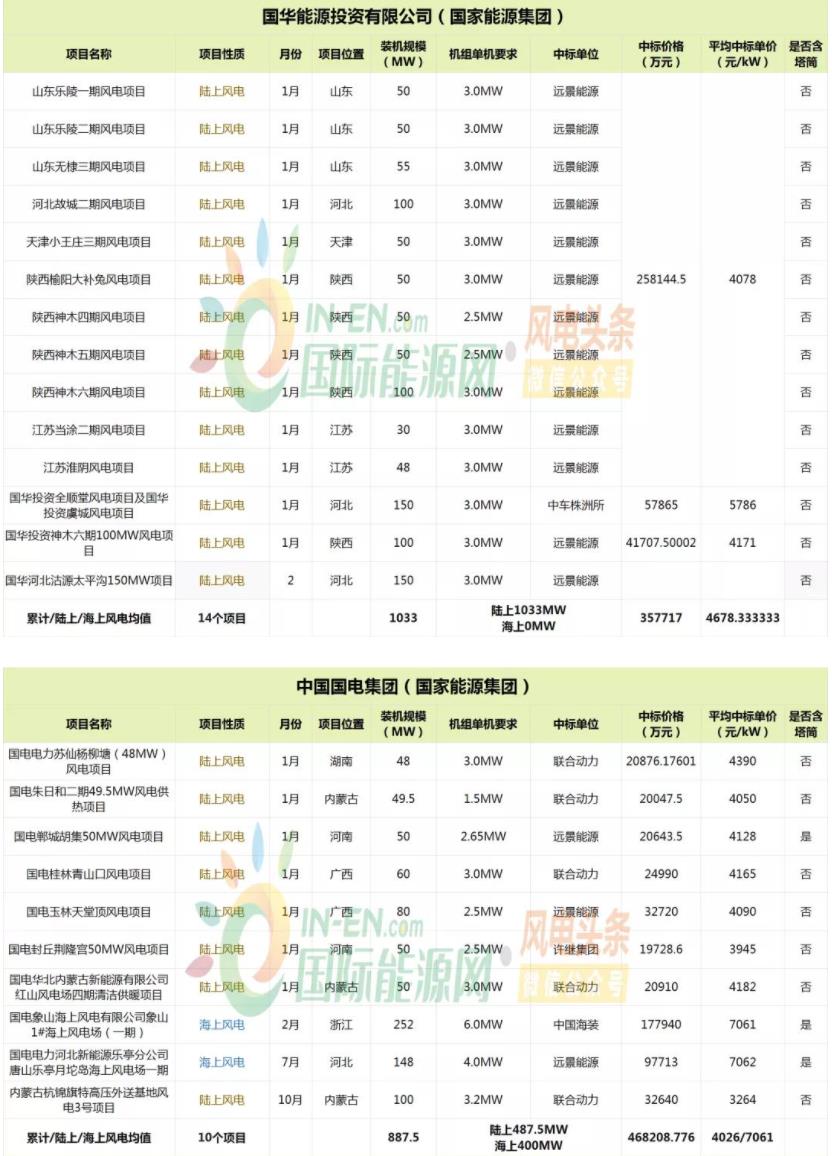 国华能源投资有限公司（国家能源集团）
项目名称 项目性质 月份 项目位置 装机规模（MW） 机组单机要求 中标单位 中标价格（万元） 平均中标单价（元/kW） 是否含塔筒
山东乐陵一期风电项目 陆上风电 1月 山东 50 3.0MW 远景能源 否
山东乐陵二期风电项目 陆上风电 1月 山东 50 3.0MW 远景能源 否
山东无棣三期风电项目 陆上风电 1月 山东 55 3.0MW 远景能源 否
河北故城二期风电项目 陆上风电 1月 河北 100 3.0MW 远景能源 否
天津小王庄三期风电项目 陆上风电 1月 天津 50 3.0MW 远景能源 否
陕西榆阳大补兔风电项目 陆上风电 1月 陕西 50 3.0MW 远景能源 258144.5 4078 否
陕西神木四期风电项目 陆上风电 1月 陕西 50 2.5MW 远景能源 否
陕西神木五期风电项目 陆上风电 1月 陕西 50 2.5MW 远景能源 否
陕西神木六期风电项目 陆上风电 1月 陕西 100 3.0MW 远景能源 否
江苏当涂二期风电项目 陆上风电 1月 江苏 30 3.0MW 远景能源 否
江苏淮阴风电项目 陆上风电 1月 江苏 48 3.0MW 远景能源 否
国华投资全顺堂风电项目及国华投资虞城风电项目 陆上风电 1月 河北 150 3.0MW 中车株洲所 57865 5786 否
国华投资神木六期100MW风电项目 陆上风电 1月 陕西 100 3.0MW 远景能源 41707.50002 4171 否
国华河北沽源太平沟150MW项目 陆上风电 2 河北 150 3.0MW 远景能源 否
累计/陆上/海上风电均值 14个项目 1033 陆上1033MW 海上0MW 357717 4678.333333
IN-EN.com
国际能源网
风电头条
微信公众号
中国国电集团（国家能源集团）
项目名称 项目性质 月份 项目位置 装机规模（MW） 机组单机要求 中标单位 中标价格（万元） 平均中标单价（元/kW） 是否含塔筒
国电电力苏仙杨柳塘（48MW）风电项目 陆上风电 1月 湖南 48 3.0MW 联合动力 20876.17601 4390 否
国电朱日和二期49.5MW风电供热项目 陆上风电 1月 内蒙古 49.5 1.5MW 联合动力 20047.5 4050 否
国电郸城胡集50MW风电项目 陆上风电 1月 河南 50 2.65MW 远景能源 20643.5 4128 是
国电桂林青山口风电项目 陆上风电 1月 广西 60 3.0MW 联合动力 24990 4165 否
国电玉林天堂顶风电项目 陆上风电 1月 广西 80 2.5MW 远景能源 32720 4090 否
国电封丘荆隆宫50MW风电项目 陆上风电 1月 河南 50 2.5MW 许继集团 19728.6 3945 否
国电华北内蒙古新能源有限公司红山风电场四期清洁供暖项目 陆上风电 1月 内蒙古 50 3.0MW 联合动力 20910 4182 否
国电象山海上风电有限公司象山1#海上风电场（一期） 海上风电 2月 浙江 252 6.0MW 中国海装 177940 7061 是
国电电力河北新能源乐亭分公司唐山乐亭月坨岛海上风电场一期 海上风电 7月 河北 148 4.0MW 远景能源 97713 7062 是
内蒙古杭锦旗特高压外送基地风电3号项目 陆上风电 10月 内蒙古 100 3.2MW 联合动力 32640 3264 否
累计/陆上/海上风电均值 10个项目 887.5 陆上487.5MW 海上400MW 468208.776 4026/7061
IN-EN.com
国际能源网
风电头条
微信公众号